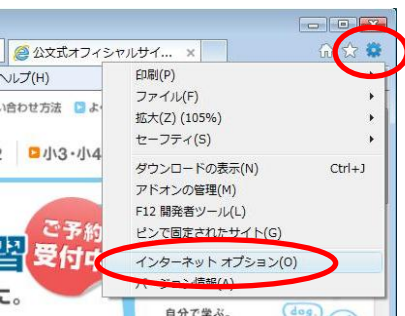 公文式オフィシャルサイ... ×
ヘルプ(H)
印刷(P)
ファイル(F)
拡大(Z) (105%)
セーフティ(S)
ダウンロードの表示(N) Ctrl+J
アドオンの管理(M)
F12 開発者ツール(L)
ピンで固定されたサイト(G)
インターネット オプション(O)
バージョン情報(A)
い合わせ方法 よ
小3・小4
ご予約
受付中
習
こ。
自分で学ぶ。
dog.